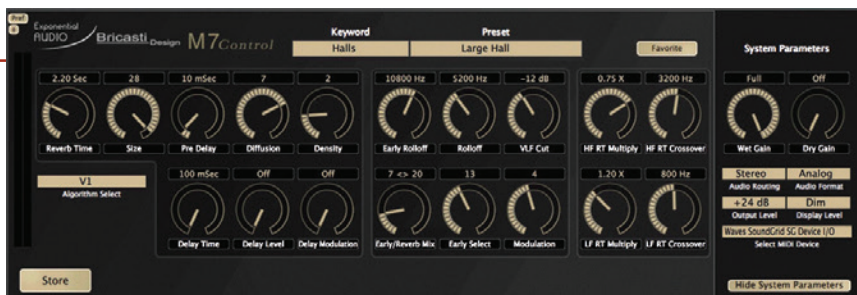 Pref
Exponential AUDIO
Bricasti Design
M7 Control
Keyword
Preset
Halls
Large Hall
Favorite
System Parameters
2.20 Sec 28 10 mSec 7 2
10800 Hz 5200 Hz -12 dB
0.75 X 3200 Hz
Full Off
Reverb Time Size Pre Delay Diffusion Density
Early Rolloff Rolloff VLF Cut
HF RT Multiply HF RT Crossover
Wet Gain Dry Gain
V1
Algorithm Select
100 mSec Off Off
7 <> 20 13 4
1.20 X 800 Hz
Delay Time Delay Level Delay Modulation
Early/Reverb Mix Early Select Modulation
LF RT Multiply LF RT Crossover
Stereo Analog
Audio Routing Audio Format
+24 dB Dim
Output Level Display Level
Waves SoundGrid SG Device I/O
Select MIDI Device
Store
Hide System Parameters